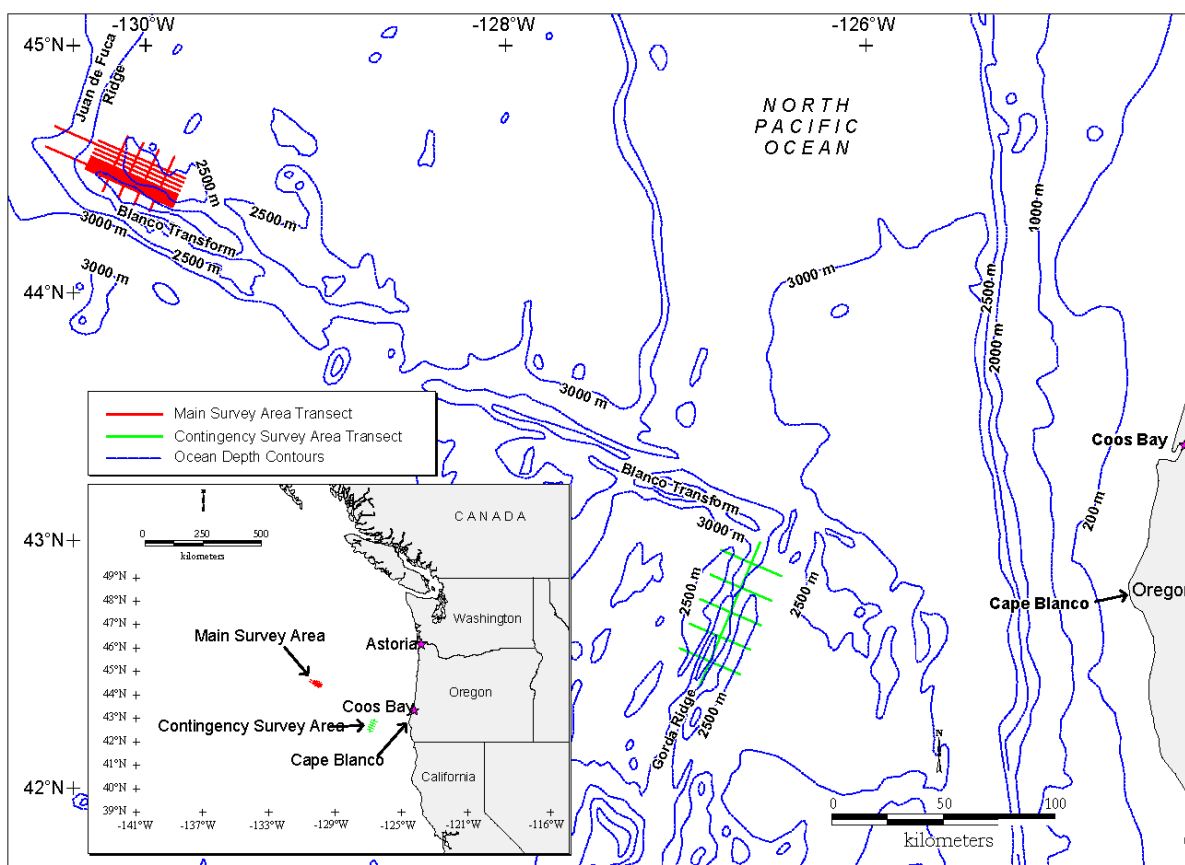 -130°W
-128°W
-126°W
45°N
44°N
43°N
42°N
Juan de Fuca
Ridge
NORTH
PACIFIC
OCEAN
2500 m
2500 m
Blanco Transform
3000 m
2500 m
3000 m
3000 m
2500 m
2000 m
1000 m
3000 m
200 m
Blanco Transform
3000 m
2500 m
2500 m
2500 m
Gorda Ridge
Coos Bay
Cape Blanco
Oregon
Main Survey Area Transect
Contingency Survey Area Transect
Ocean Depth Contours
N
0 250 500
kilometers
CANADA
49°N
48°N
47°N
46°N
45°N
44°N
43°N
42°N
41°N
40°N
39°N
Washington
Main Survey Area
Astoria
Oregon
Coos Bay
Contingency Survey Area
Cape Blanco
California
-141°W -137°W -133°W -129°W -124°W -121°W -116°W
N
0 50 100
kilometers